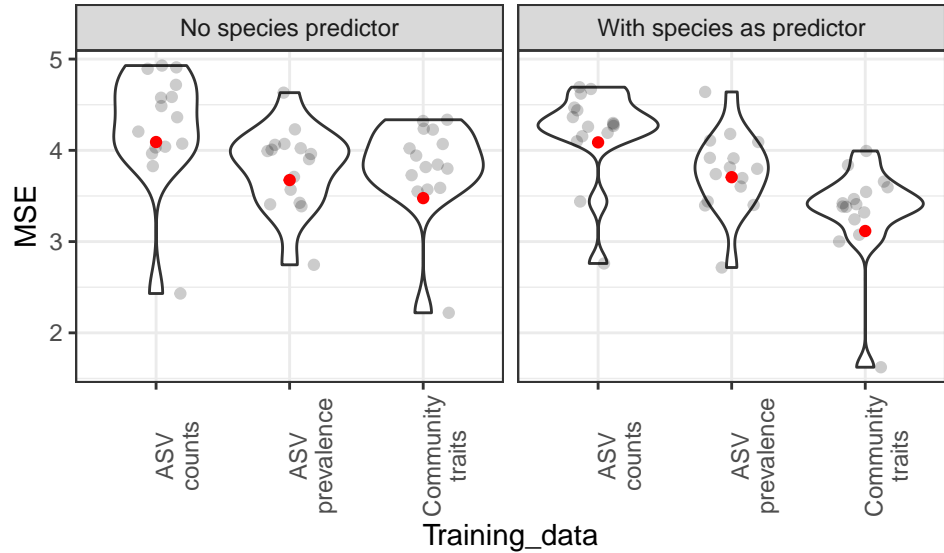 No species predictor
With species as predictor
MSE
5
4
3
2
ASV
counts
ASV
prevalence
Community
traits
ASV
counts
ASV
prevalence
Community
traits
Training_data